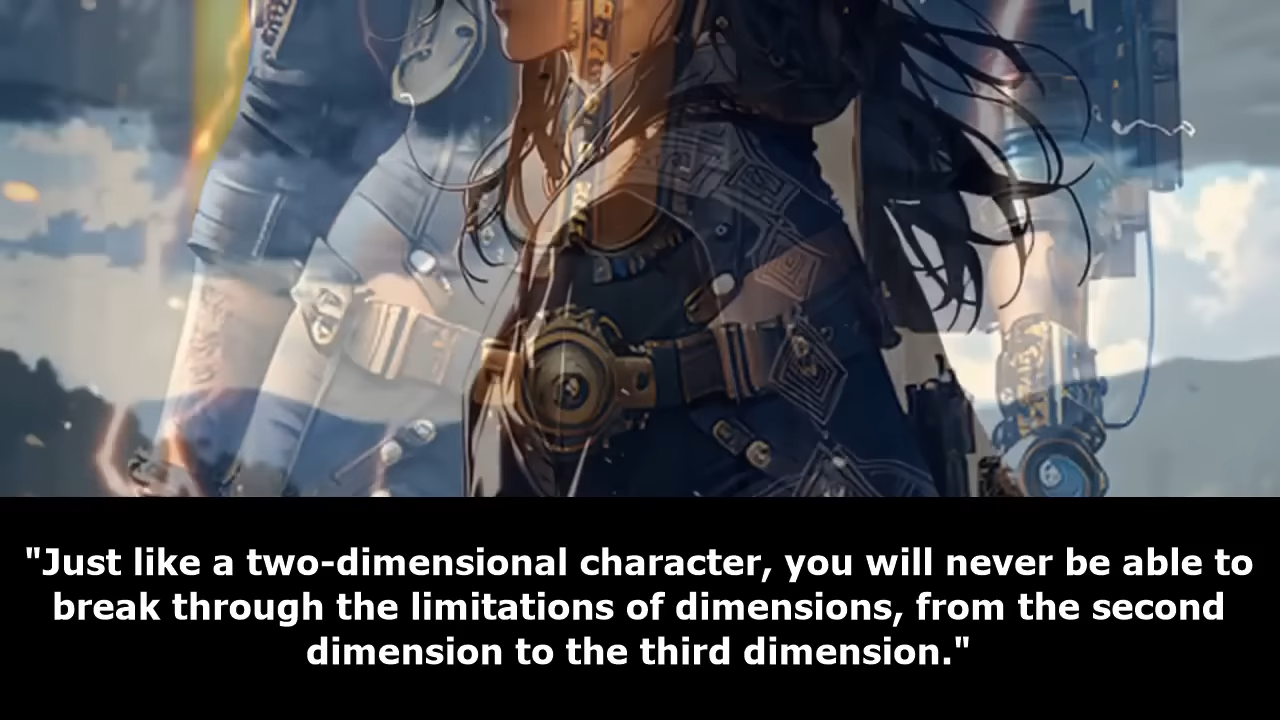 "Just like a two-dimensional character, you will never be able to
break through the limitations of dimensions, from the second
dimension to the third dimension."